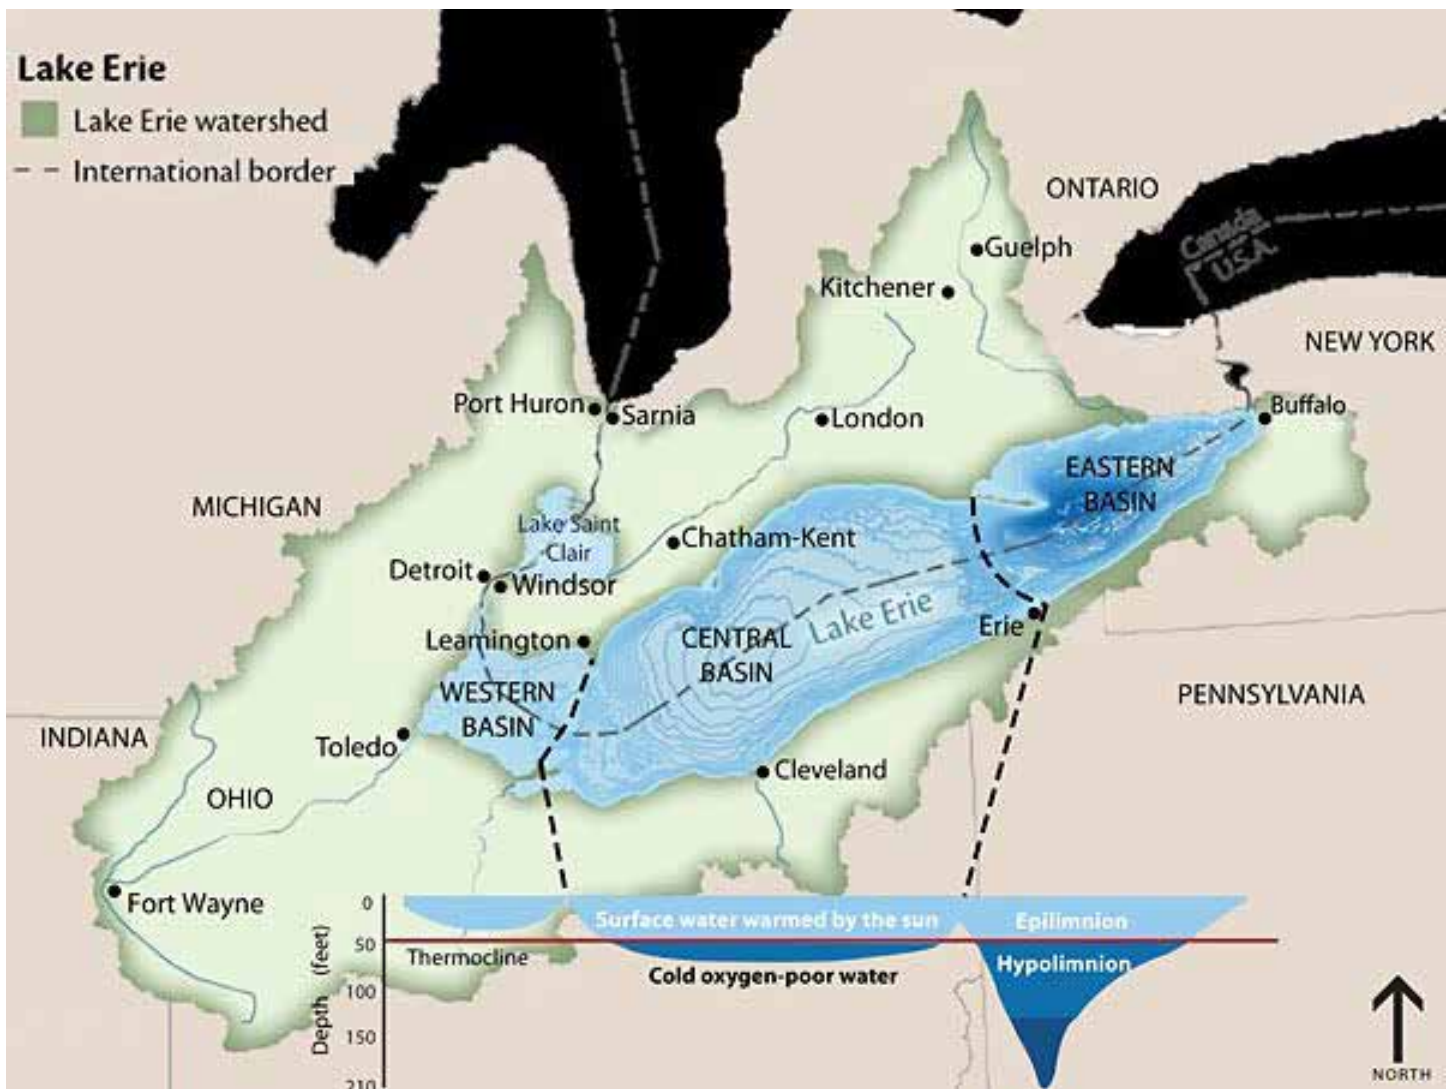 Lake Erie
Lake Erie watershed
International border
ONTARIO
Canada
U.S.A.
Guelph
Kitchener
NEW YORK
Port Huron
Sarnia
London
Buffalo
EASTERN
BASIN
MICHIGAN
Lake Saint
Clair
Chatham-Kent
Detroit
Windsor
Lake Erie
Erie
Leamington
CENTRAL
BASIN
WESTERN
BASIN
PENNSYLVANIA
INDIANA
Toledo
Cleveland
OHIO
Fort Wayne
0
Surface water warmed by the sun
Epilimnion
50
Thermocline
Hypolimnion
Cold oxygen-poor water
100
150
210
Depth (feet)
NORTH